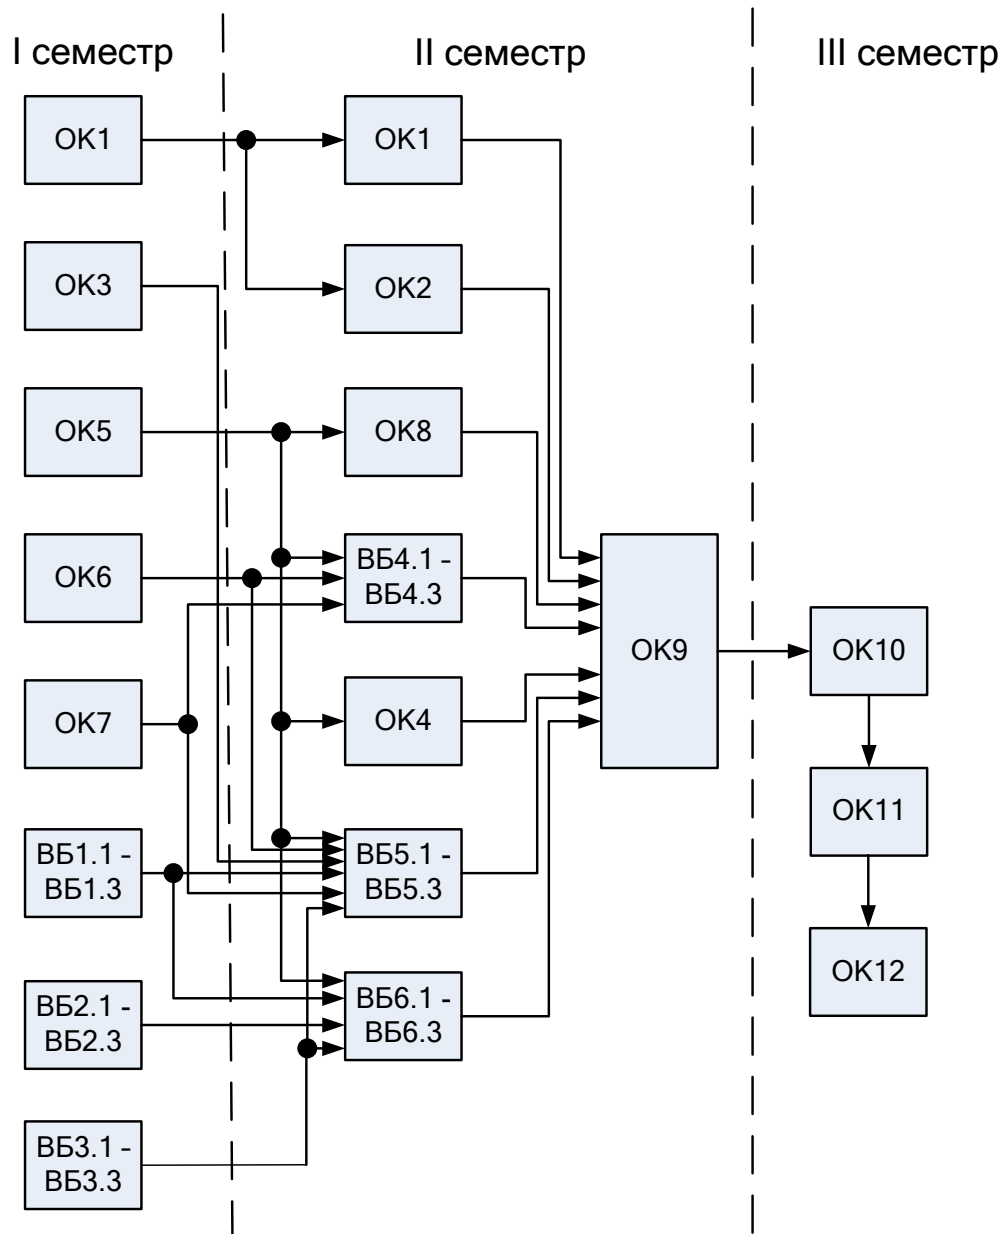 I семестр
II семестр
III семестр
ОК1
ОК1
ОК3
ОК2
ОК5
ОК8
ОК6
ВБ4.1 -
ВБ4.3
ОК9
ОК10
ОК7
ОК4
ОК11
ВБ1.1 -
ВБ1.3
ВБ5.1 -
ВБ5.3
ОК12
ВБ2.1 -
ВБ2.3
ВБ6.1 -
ВБ6.3
ВБ3.1 -
ВБ3.3